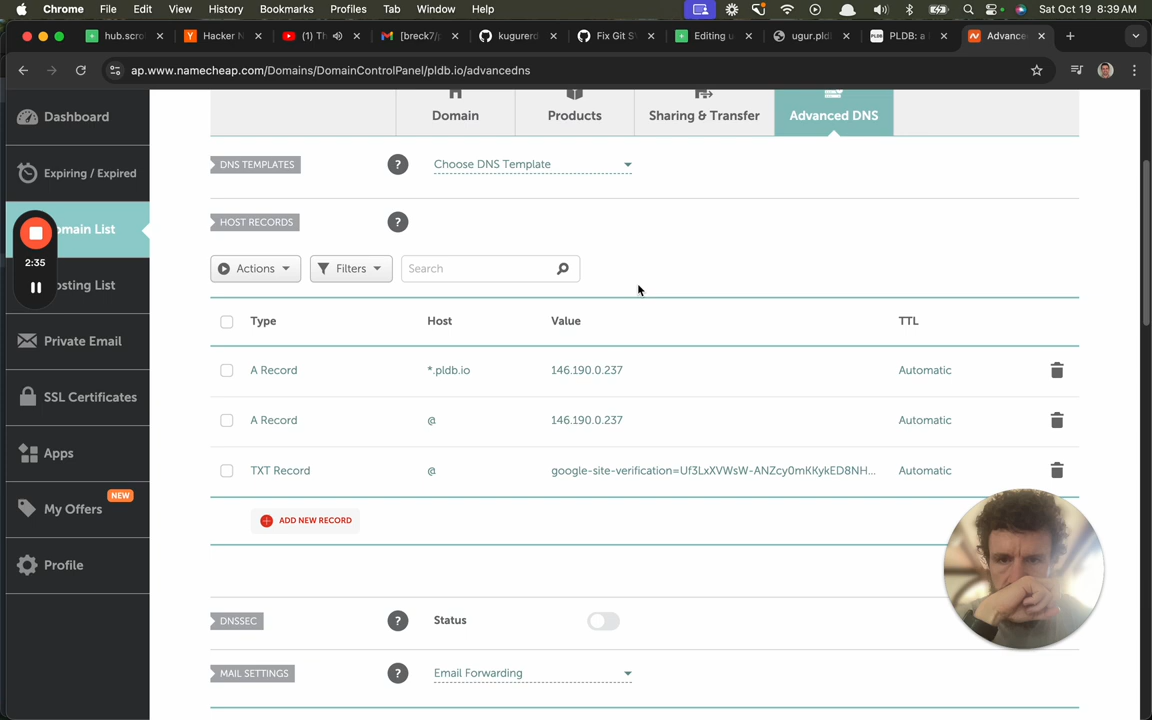 Chrome File Edit View History Bookmarks Profiles Tab Window Help Sat Oct 19 8:39 AM
hub.scro Hacker N (1) Th [breck7/p kugurerd Fix Git S Editing u ugur.pld PLDB: a Advance
ap.www.namecheap.com/Domains/DomainControlPanel/pldb.io/advanceddns
Dashboard
Expiring / Expired
omain List
2:35
osting List
Private Email
SSL Certificates
Apps
NEW
My Offers
Profile
Domain Products Sharing & Transfer Advanced DNS
DNS TEMPLATES ? Choose DNS Template
HOST RECORDS ?
Actions Filters Search
Type Host Value TTL
A Record *.pldb.io 146.190.0.237 Automatic
A Record @ 146.190.0.237 Automatic
TXT Record @ google-site-verification=Uf3LxXVWsW-ANZcy0mKKykED8NH... Automatic
ADD NEW RECORD
DNSSEC ? Status
MAIL SETTINGS ? Email Forwarding